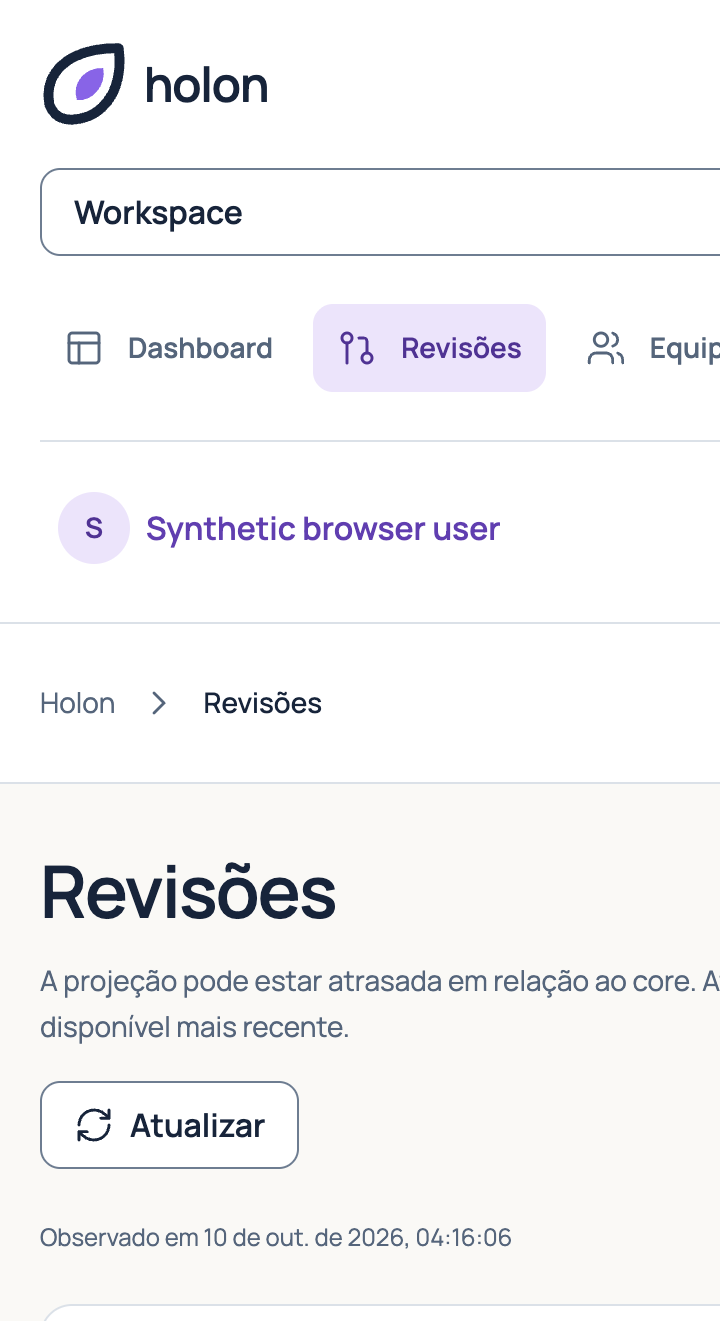 holon
Workspace
Dashboard
Revisões
S
Synthetic browser user
Holon
Revisões
Revisões
A projeção pode estar atrasada em relação ao core.
disponível mais recente.
Atualizar
Observado em 10 de out. de 2026, 04:16:06